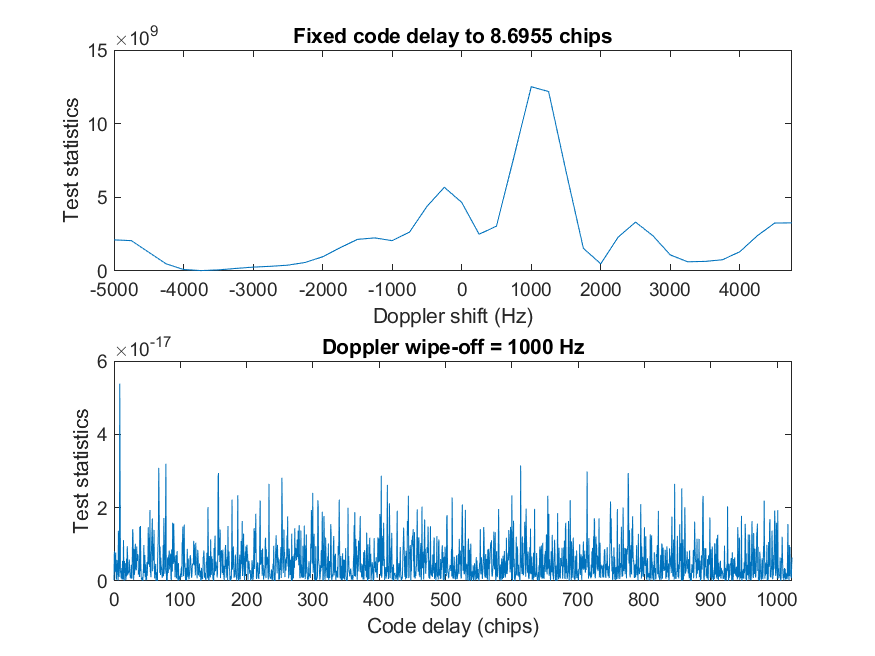 ×10⁹
Fixed code delay to 8.6955 chips
15
10
5
0
Test statistics
-5000 -4000 -3000 -2000 -1000 0 1000 2000 3000 4000
Doppler shift (Hz)
×10⁻¹⁷
Doppler wipe-off = 1000 Hz
6
4
2
0
Test statistics
0 100 200 300 400 500 600 700 800 900 1000
Code delay (chips)